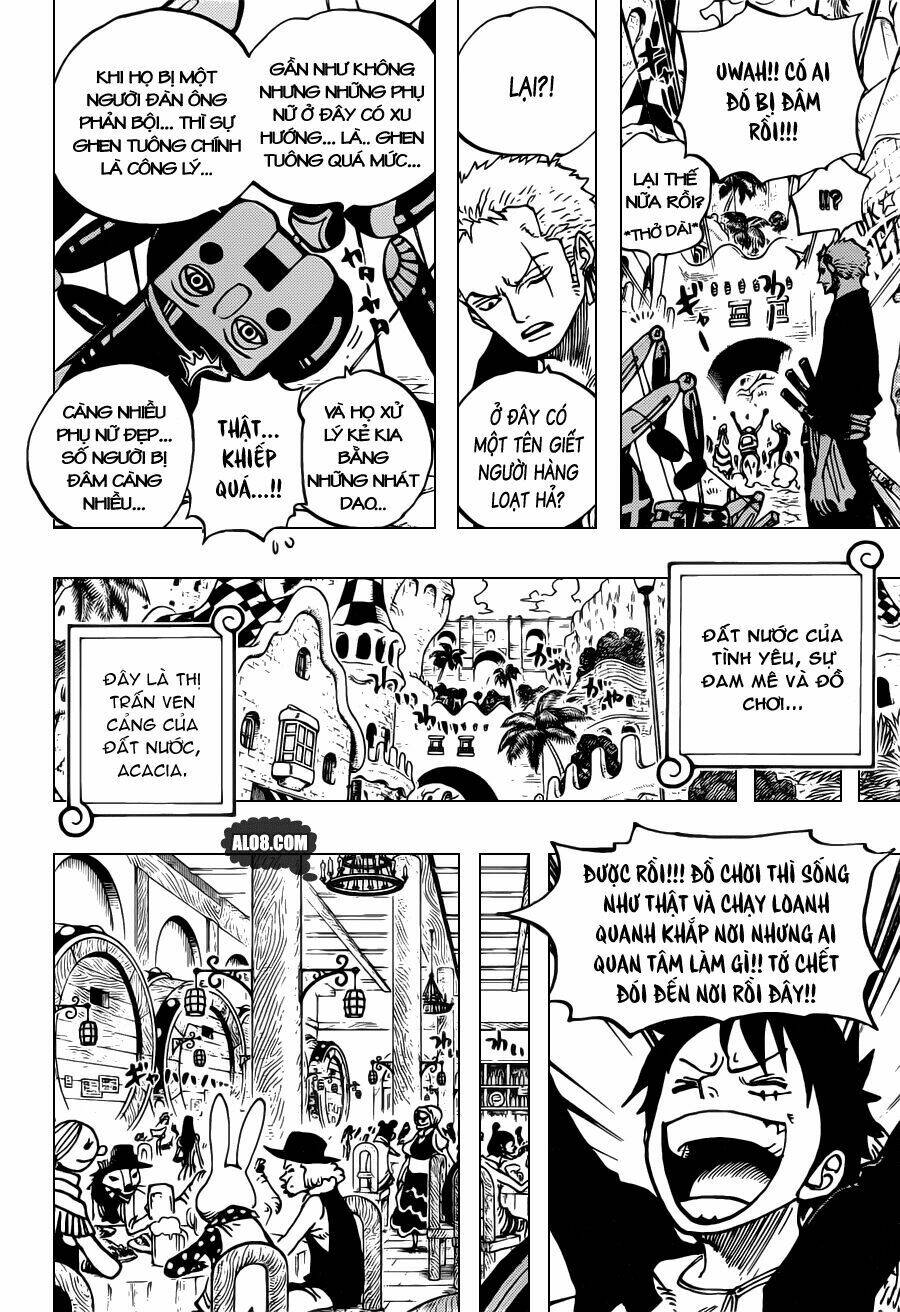 UWAH!! CÓ AI
ĐÓ BỊ ĐÂM
RỒI!!!
H?
LẠI THẾ
NỮA RỒI?
*THỞ DÀI*
LẠI?!
Ở ĐÂY CÓ
MỘT TÊN GIẾT
NGƯỜI HÀNG
LOẠT HẢ?
GẦN NHƯ KHÔNG
NHƯNG NHỮNG PHỤ
NỮ Ở ĐÂY CÓ XU
HƯỚNG... LÀ.. GHEN
TUÔNG QUÁ MỨC...
KHI HỌ BỊ MỘT
NGƯỜI ĐÀN ÔNG
PHẢN BỘI... THÌ SỰ
GHEN TUÔNG CHÍNH
LÀ CÔNG LÝ...
VÀ HỌ XỬ
LÝ KẺ KIA
BẰNG
NHỮNG NHÁT
DAO...
THẬT...
KHIẾP
QUÁ...!!
CÀNG NHIỀU
PHỤ NỮ ĐẸP...
SỐ NGƯỜI BỊ
ĐÂM CÀNG
NHIỀU...
ĐẤT NƯỚC CỦA
TÌNH YÊU, SỰ
ĐAM MÊ VÀ ĐỒ
CHƠI...
ĐÂY LÀ THỊ
TRẤN VEN
CẢNG CỦA
ĐẤT NƯỚC,
ACACIA.
AL08.COM
ĐƯỢC RỒI!!! ĐỒ CHƠI THÌ SỐNG
NHƯ THẬT VÀ CHẠY LOANH
QUANH KHẮP NƠI NHƯNG AI
QUAN TÂM LÀM GÌ!! TỚ CHẾT
ĐÓI ĐẾN NƠI RỒI ĐÂY!!